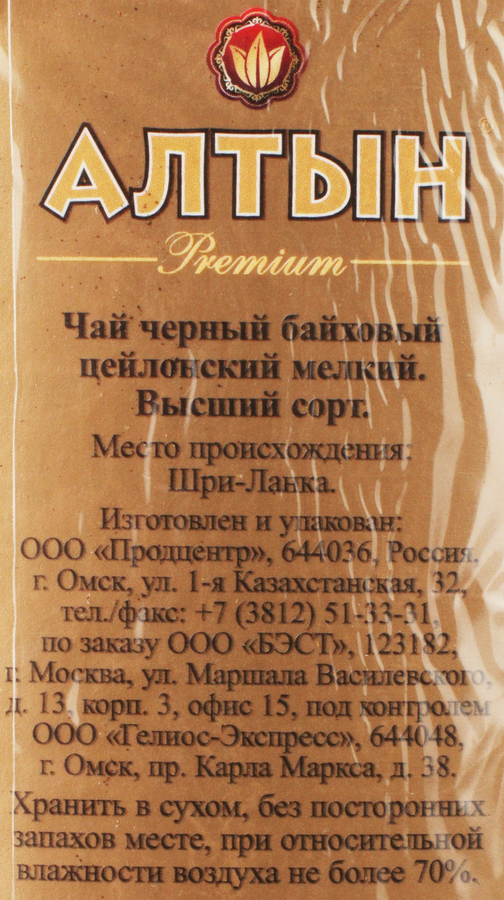 АЛТЫН
Premium
Чай черный байховый
цейлонский мелкий.
Высший сорт.
Место происхождения:
Шри-Ланка.
Изготовлен и упакован:
ООО «Продцентр», 644036, Россия,
г. Омск, ул. 1-я Казахстанская, 32,
тел./факс: +7 (3812) 51-33-31,
по заказу ООО «БЭСТ», 123182,
г. Москва, ул. Маршала Василевского,
д. 13, корп. 3, офис 15, под контролем
ООО «Гелиос-Экспресс», 644048,
г. Омск, пр. Карла Маркса, д. 38.
Хранить в сухом, без посторонних
запахов месте, при относительной
влажности воздуха не более 70%.